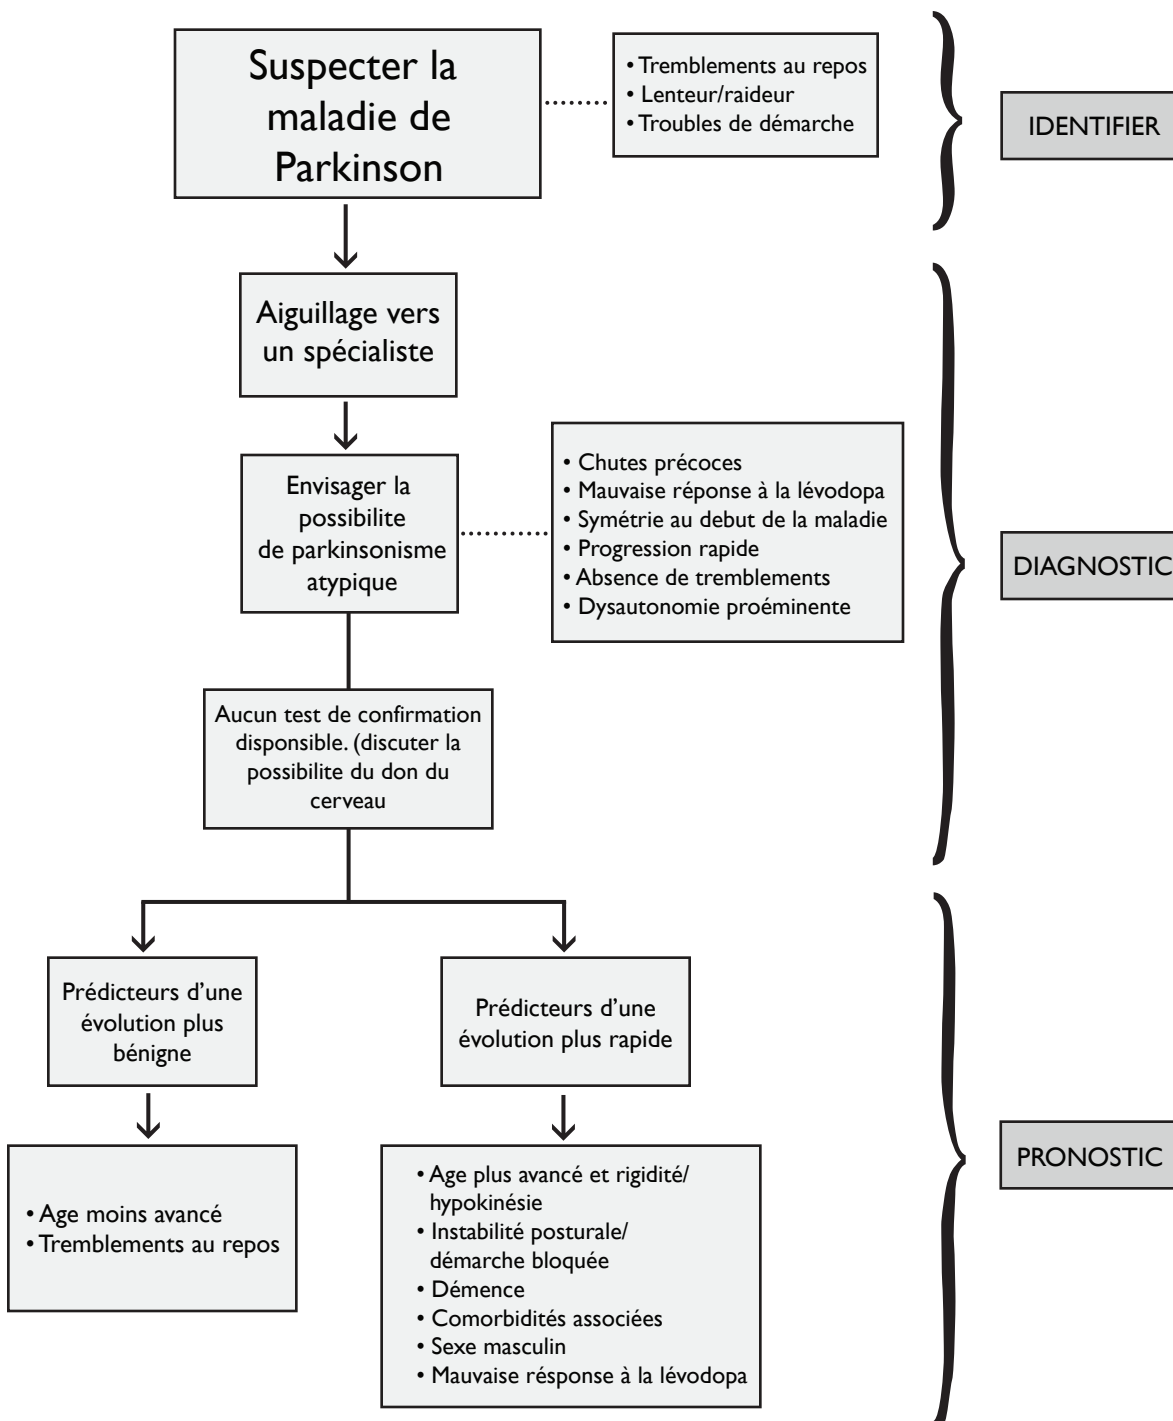 Suspecter la
maladie de
Parkinson
• Tremblements au repos
• Lenteur/raideur
• Troubles de démarche
IDENTIFIER
Aiguillage vers
un spécialiste
Envisager la
possibilite
de parkinsonisme
atypique
• Chutes précoces
• Mauvaise réponse à la lévodopa
• Symétrie au debut de la maladie
• Progression rapide
• Absence de tremblements
• Dysautonomie proéminente
DIAGNOSTIC
Aucun test de confirmation
disponsible. (discuter la
possibilite du don du
cerveau
Prédicteurs d'une
évolution plus
bénigne
Prédicteurs d'une
évolution plus rapide
• Age moins avancé
• Tremblements au repos
• Age plus avancé et rigidité/
hypokinésie
• Instabilité posturale/
démarche bloquée
• Démence
• Comorbidités associées
• Sexe masculin
• Mauvaise résponse à la lévodopa
PRONOSTIC